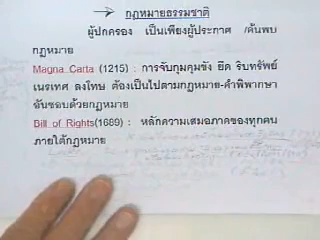 → กฎหมายธรรมชาติ
ผู้ปกครอง เป็นเพียงผู้ประกาศ /ค้นพบ
กฎหมาย
Magna Carta (1215) : การจับกุมคุมขัง ยึด ริบทรัพย์
เนรเทศ ลงโทษ ต้องเป็นไปตามกฎหมาย-คำพิพากษา
อันชอบด้วยกฎหมาย
Bill of Rights(1689) : หลักความเสมอภาคของทุกคน
ภายใต้กฎหมาย